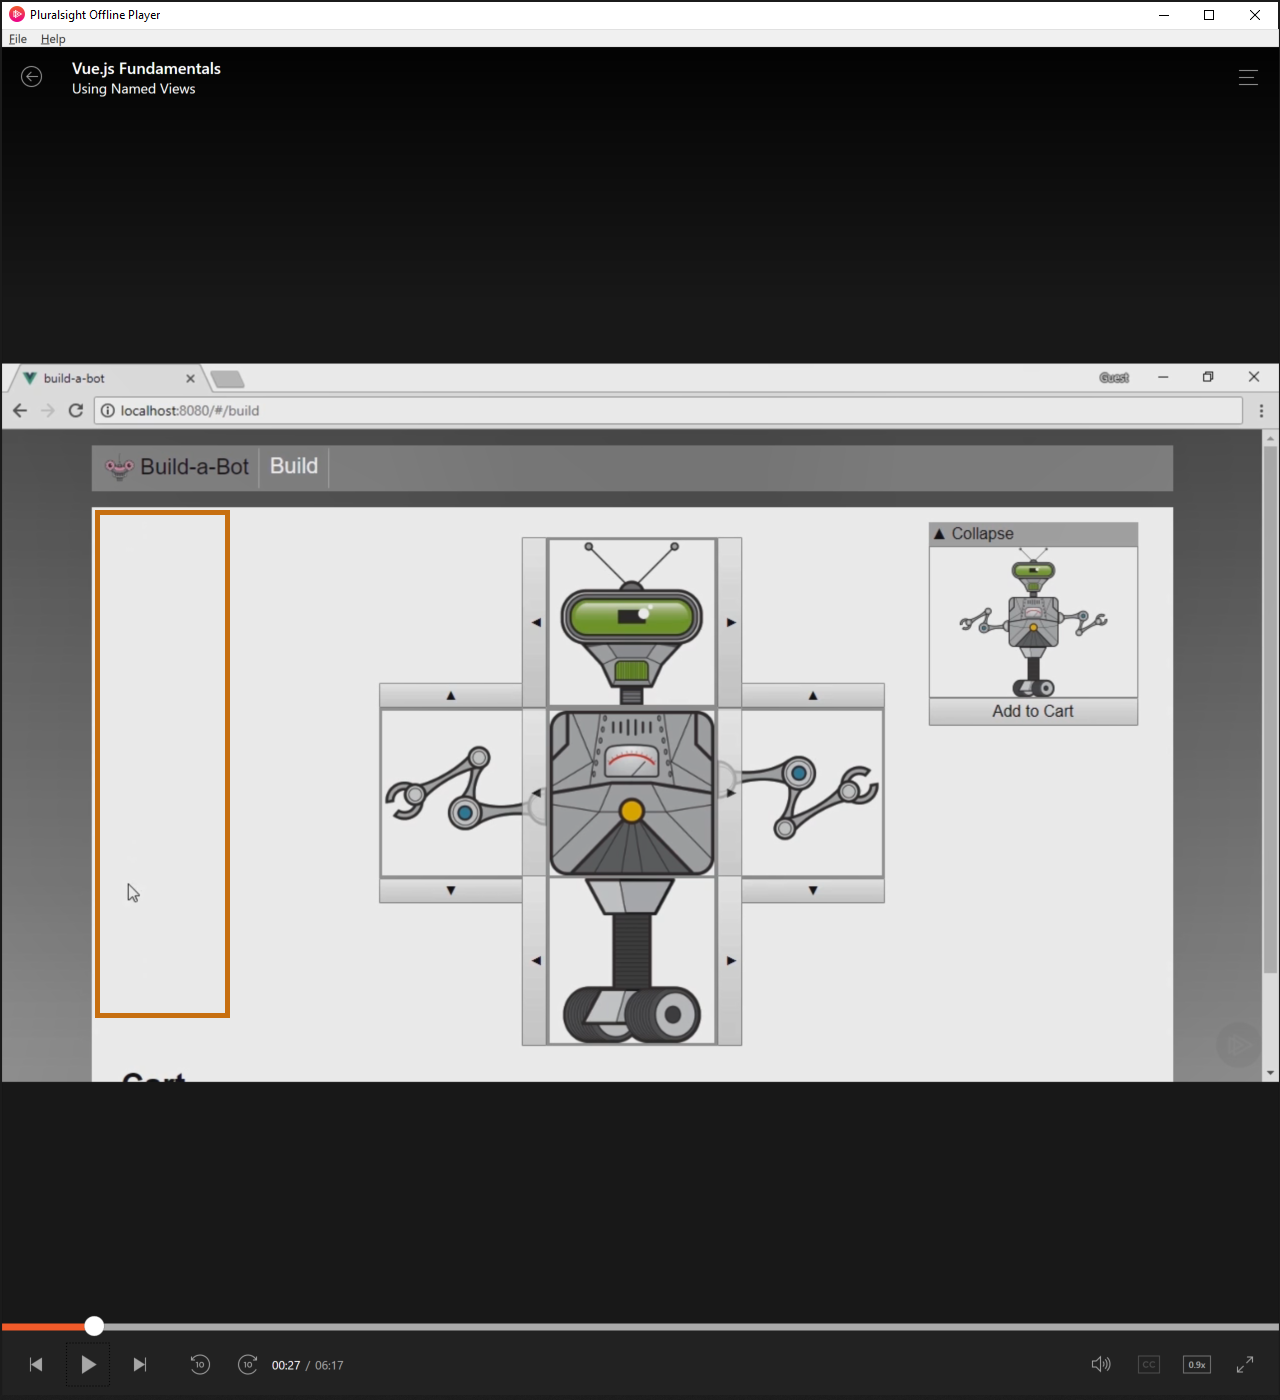 Pluralsight Offline Player
File Help
Vue.js Fundamentals
Using Named Views
build-a-bot
Guest
localhost:8080/#/build
Build-a-Bot Build
▲ Collapse
Add to Cart
Cart
10 10 00:27 / 06:17 CC 0.9x